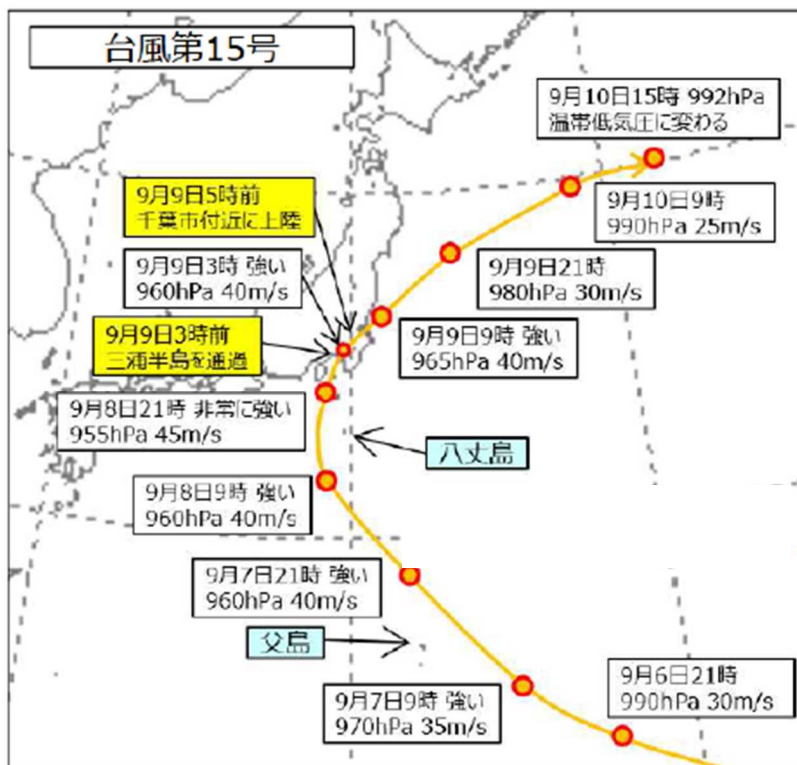 台風第15号
9月10日15時 992hPa
温帯低気圧に変わる
9月9日5時前
千葉市付近に上陸
9月10日9時
990hPa 25m/s
9月9日3時 強い
960hPa 40m/s
9月9日21時
980hPa 30m/s
9月9日3時前
三浦半島を通過
9月9日9時 強い
965hPa 40m/s
9月8日21時 非常に強い
955hPa 45m/s
八丈島
9月8日9時 強い
960hPa 40m/s
9月7日21時 強い
960hPa 40m/s
父島
9月6日21時
990hPa 30m/s
9月7日9時 強い
970hPa 35m/s